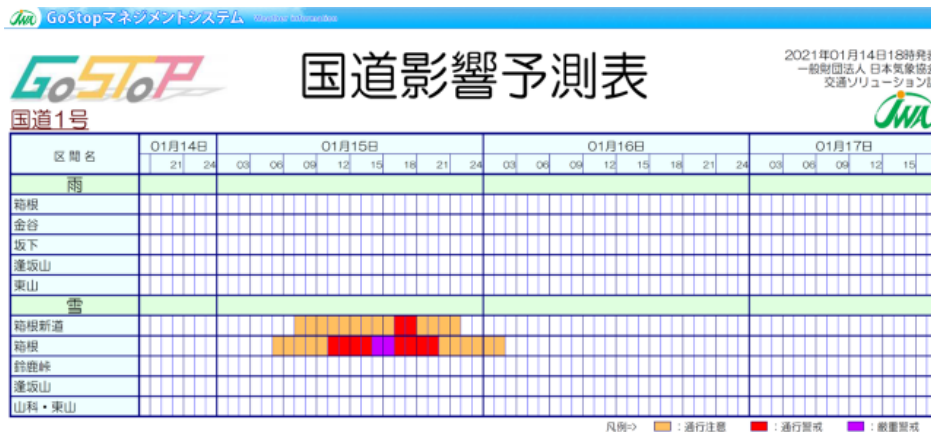 JWA GoStopマネジメントシステム Weather information
GoSToP
国道影響予測表
2021年01月14日18時発
一般財団法人 日本気象協会
交通ソリューション
JWA
国道1号
区間名 01月14日 01月15日 01月16日 01月17日
21 24 03 06 09 12 15 18 21 24 03 06 09 12 15 18 21 24 03 06 09 12 15
雨
箱根
金谷
坂下
逢坂山
東山
雪
箱根新道
箱根
鈴鹿峠
逢坂山
山科・東山
凡例=> :通行注意 :通行警戒 :厳重警戒